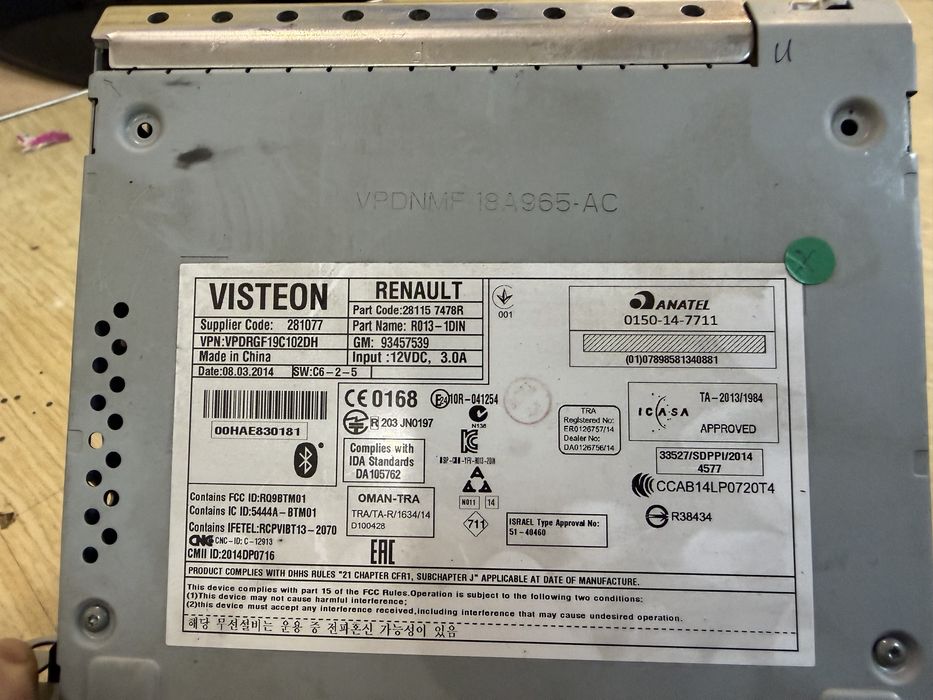 U
VPDNMF 18A965-AC
VISTEON
Supplier Code: 281077
VPN:VPDRGF19C102DH
Made in China
Date:08.03.2014 SW:C6-2-5
RENAULT
Part Code:28115 7478R
Part Name: R013-1DIN
GM: 93457539
Input :12VDC, 3.0A
001
ANATEL
0150-14-7711
(01)07898581340881
00HAE830181
CE 0168
E24 10R-041254
R 203 JN0197
N136
Complies with
IDA Standards
DA105762
TRA
Registered No:
ER0126757/14
Dealer No:
DA0126756/14
ICASA
TA-2013/1984
APPROVED
33527/SDPPI/2014
4577
CCAB14LP0720T4
R38434
Contains FCC ID:RQ9BTM01
Contains IC ID:5444A-BTM01
Contains IFETEL:RCPVIBT13-2070
CNC CNC-ID: C-12913
CMII ID:2014DP0716
OMAN-TRA
TRA/TA-R/1634/14
D100428
EAC
N011 14
711
ISRAEL Type Approval No:
51-40460
PRODUCT COMPLIES WITH DHHS RULES "21 CHAPTER CFR1, SUBCHAPTER J" APPLICABLE AT DATE OF MANUFACTURE.
This device complies with part 15 of the FCC Rules.Operation is subject to the following two conditions:
(1)This device may not cause harmful interference;
(2)this device must accept any interference received,including interference that may cause undesired operation.
해당 무선설비는 운용 중 전파혼신 가능성이 있음